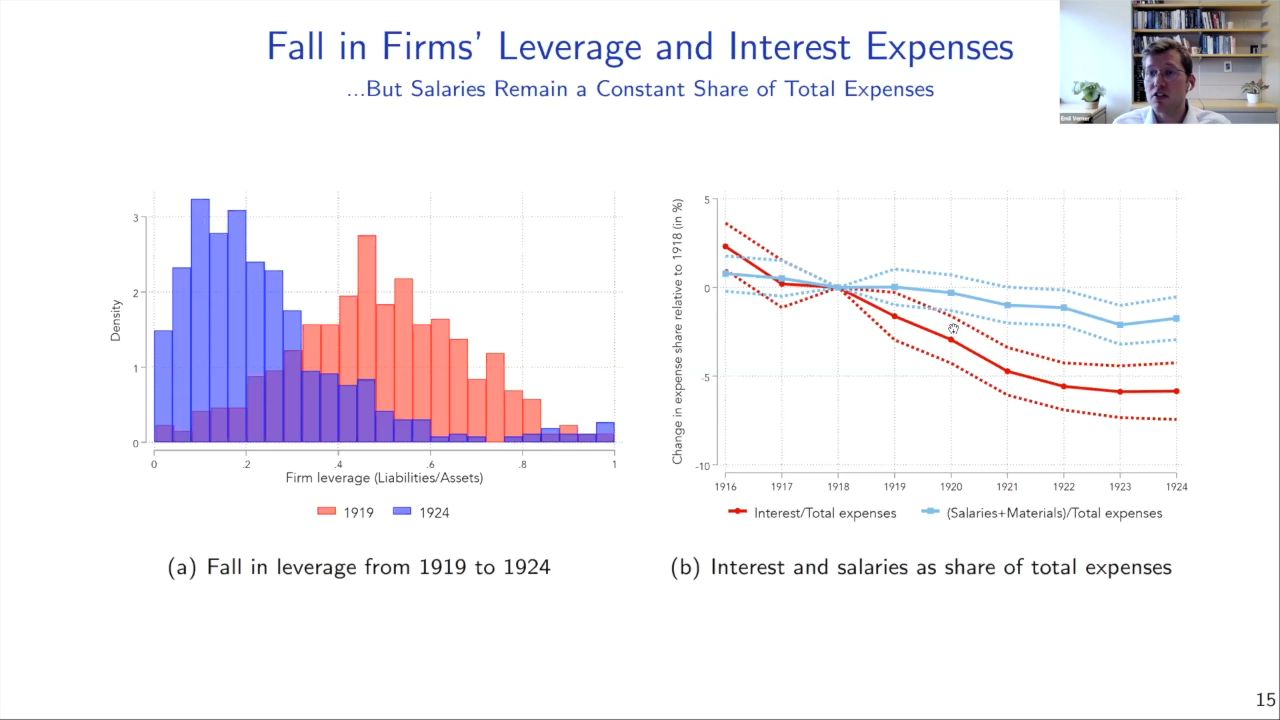 Fall in Firms' Leverage and Interest Expenses
...But Salaries Remain a Constant Share of Total Expenses
Emil Verner
Density
3
2
1
0
0
.2
.4
.6
.8
1
Firm leverage (Liabilities/Assets)
1919
1924
(a) Fall in leverage from 1919 to 1924
Change in expense share relative to 1918 (in %)
5
0
-5
-10
1916
1917
1918
1919
1920
1921
1922
1923
1924
Interest/Total expenses
(Salaries+Materials)/Total expenses
(b) Interest and salaries as share of total expenses
15